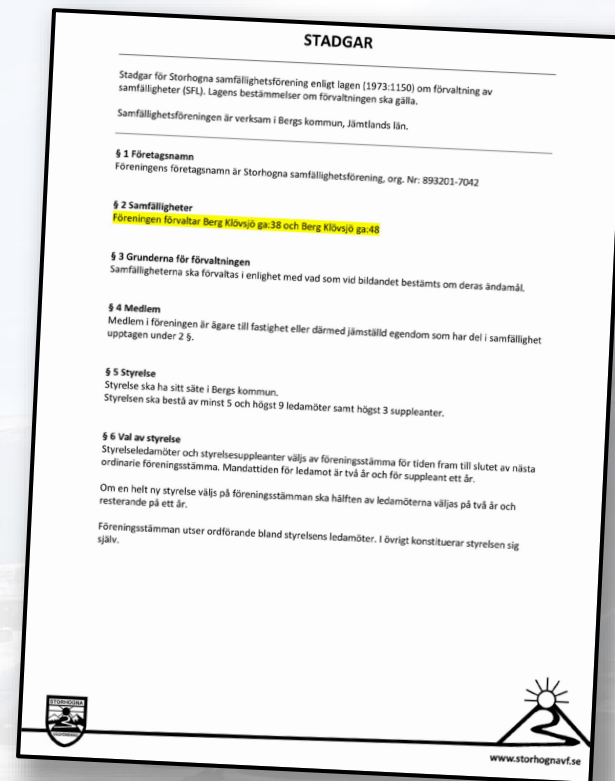 STADGAR
Stadgar för Storhogna samfällighetsförening enligt lagen (1973:1150) om förvaltning av
samfälligheter (SFL). Lagens bestämmelser om förvaltningen ska gälla.
Samfällighetsföreningen är verksam i Bergs kommun, Jämtlands län.
§ 1 Företagsnamn
Föreningens företagsnamn är Storhogna samfällighetsförening, org. Nr: 893201-7042
§ 2 Samfälligheter
Föreningen förvaltar Berg Klövsjö ga:38 och Berg Klövsjö ga:48
§ 3 Grunderna för förvaltningen
Samfälligheterna ska förvaltas i enlighet med vad som vid bildandet bestämts om deras ändamål.
§ 4 Medlem
Medlem i föreningen är ägare till fastighet eller därmed jämställd egendom som har del i samfällighet
upptagen under 2 §.
§ 5 Styrelse
Styrelse ska ha sitt säte i Bergs kommun.
Styrelsen ska bestå av minst 5 och högst 9 ledamöter samt högst 3 suppleanter.
§ 6 Val av styrelse
Styrelseledamöter och styrelsesuppleanter väljs av föreningsstämma för tiden fram till slutet av nästa
ordinarie föreningsstämma. Mandattiden för ledamot är två år och för suppleant ett år.
Om en helt ny styrelse väljs på föreningsstämman ska hälften av ledamöterna väljas på två år och
resterande på ett år.
Föreningsstämman utser ordförande bland styrelsens ledamöter. I övrigt konstituerar styrelsen sig
själv.
STORHOGNA
www.storhognavf.se